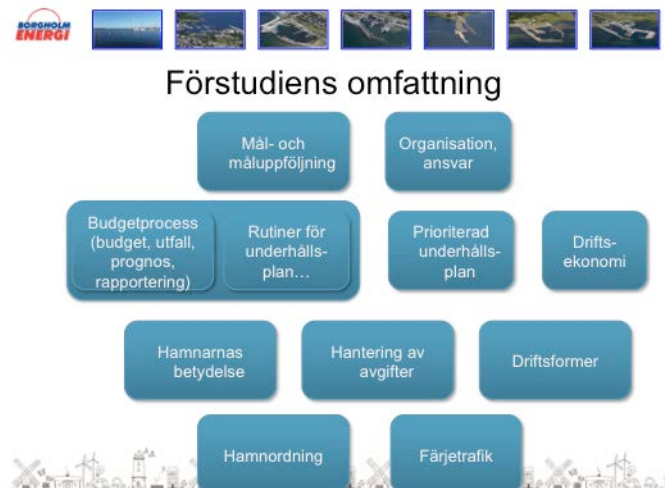 BORGHOLM
ENERGI
Förstudiens omfattning
Mål- och
måluppföljning
Organisation,
ansvar
Budgetprocess
(budget, utfall,
prognos,
rapportering)
Rutiner för
underhålls-
plan…
Prioriterad
underhålls-
plan
Drifts-
ekonomi
Hamnarnas
betydelse
Hantering av
avgifter
Driftsformer
Hamnordning
Färjetrafik